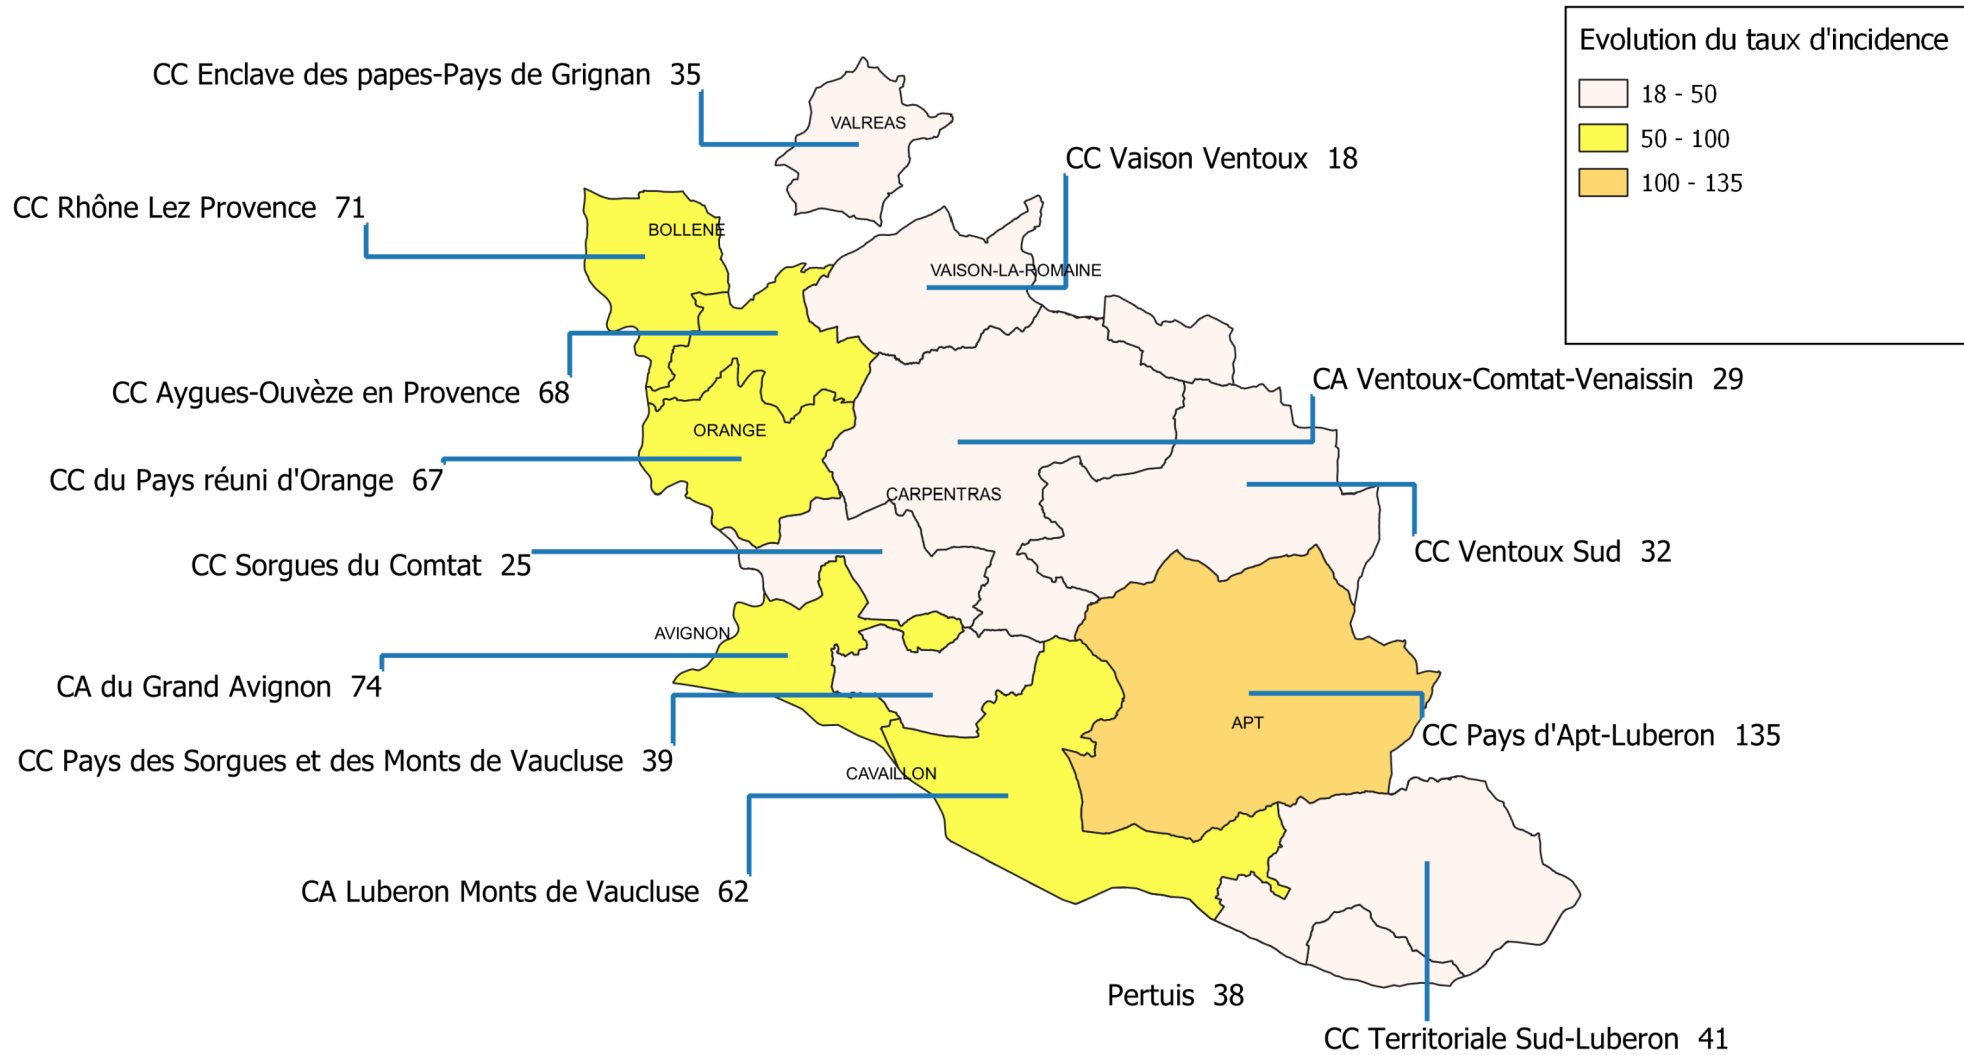 Evolution du taux d'incidence
18 - 50
50 - 100
100 - 135
CC Enclave des papes-Pays de Grignan 35
VALREAS
CC Vaison Ventoux 18
CC Rhône Lez Provence 71
BOLLENE
VAISON-LA-ROMAINE
CC Aygues-Ouvèze en Provence 68
CA Ventoux-Comtat-Venaissin 29
ORANGE
CC du Pays réuni d'Orange 67
CARPENTRAS
CC Sorgues du Comtat 25
CC Ventoux Sud 32
AVIGNON
CA du Grand Avignon 74
APT
CC Pays d'Apt-Luberon 135
CC Pays des Sorgues et des Monts de Vaucluse 39
CAVAILLON
CA Luberon Monts de Vaucluse 62
Pertuis 38
CC Territoriale Sud-Luberon 41